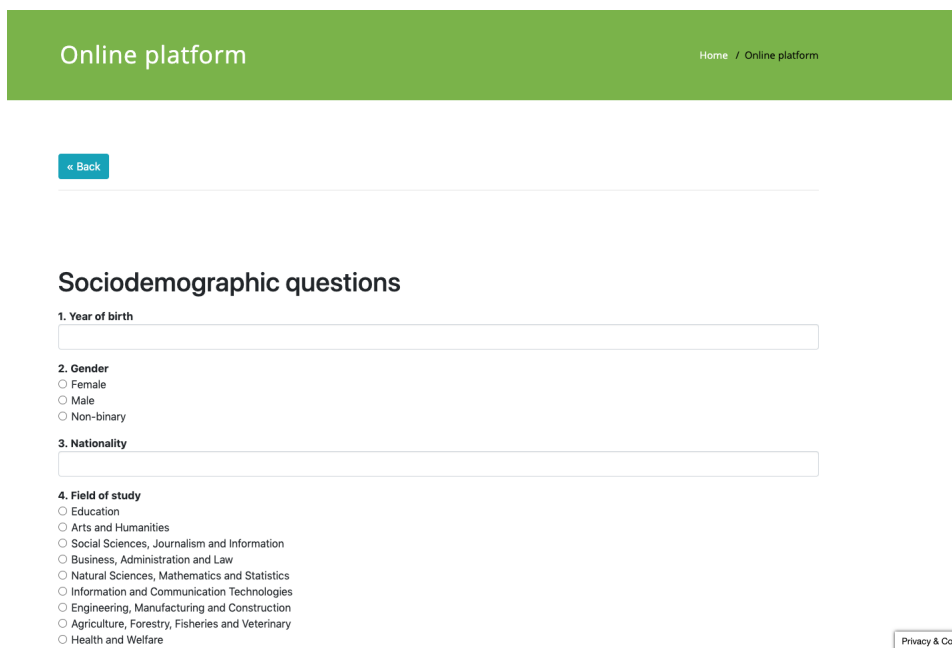 Online platform
Home / Online platform
« Back
Sociodemographic questions
1. Year of birth
2. Gender
Female
Male
Non-binary
3. Nationality
4. Field of study
Education
Arts and Humanities
Social Sciences, Journalism and Information
Business, Administration and Law
Natural Sciences, Mathematics and Statistics
Information and Communication Technologies
Engineering, Manufacturing and Construction
Agriculture, Forestry, Fisheries and Veterinary
Health and Welfare
Privacy & Co